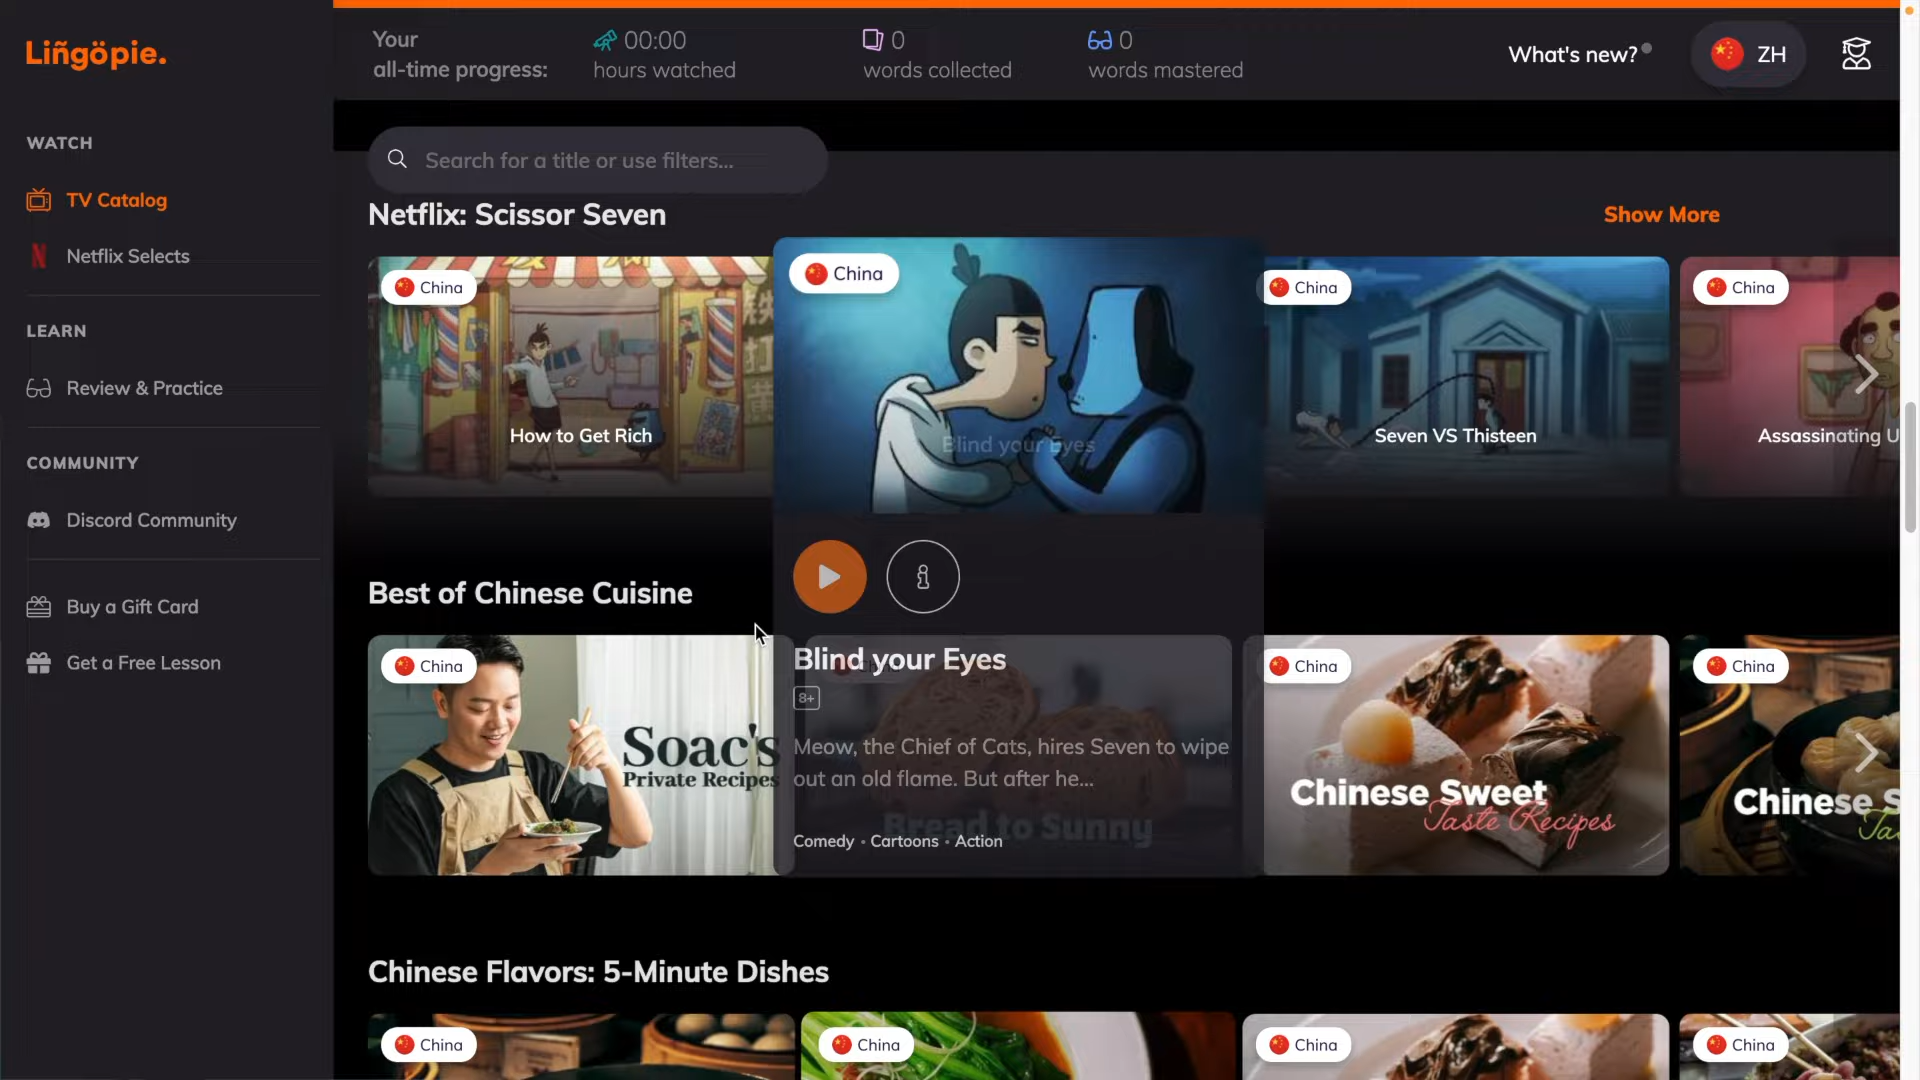 Liñgöpie.
WATCH
TV Catalog
Netflix Selects
LEARN
Review & Practice
COMMUNITY
Discord Community
Buy a Gift Card
Get a Free Lesson
Your
all-time progress:
00:00
hours watched
0
words collected
0
words mastered
What's new?
ZH
Search for a title or use filters...
Netflix: Scissor Seven
Show More
China
How to Get Rich
China
Blind your Eyes
China
Seven VS Thisteen
China
Assassinating U
Blind your Eyes
8+
Meow, the Chief of Cats, hires Seven to wipe
out an old flame. But after he...
Comedy • Cartoons • Action
Best of Chinese Cuisine
China
Soac's
Private Recipes
Bread to Sunny
China
Chinese Sweet
Taste Recipes
China
Chinese S
Ta
Chinese Flavors: 5-Minute Dishes
China
China
China
China